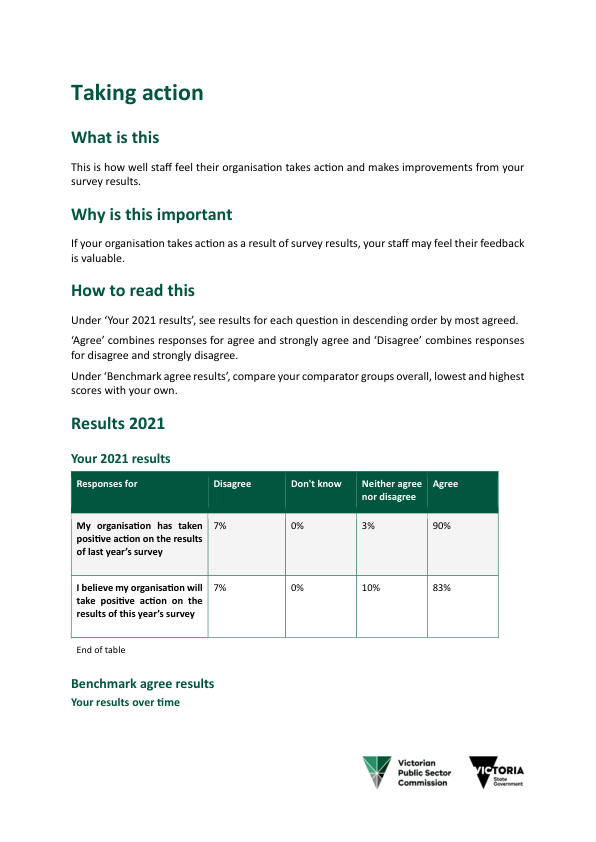 Taking action
What is this
This is how well staff feel their organisation takes action and makes improvements from your
survey results.
Why is this important
If your organisation takes action as a result of survey results, your staff may feel their feedback
is valuable.
How to read this
Under ‘Your 2021 results’, see results for each question in descending order by most agreed.
‘Agree’ combines responses for agree and strongly agree and ‘Disagree’ combines responses
for disagree and strongly disagree.
Under ‘Benchmark agree results’, compare your comparator groups overall, lowest and highest
scores with your own.
Results 2021
Your 2021 results
Responses for Disagree Don't know Neither agree Agree
nor disagree
My organisation has taken 7% 0% 3% 90%
positive action on the results
of last year’s survey
I believe my organisation will 7% 0% 10% 83%
take positive action on the
results of this year’s survey
End of table
Benchmark agree results
Your results over time
Victorian
Public Sector
Commission
VICTORIA
State
Government